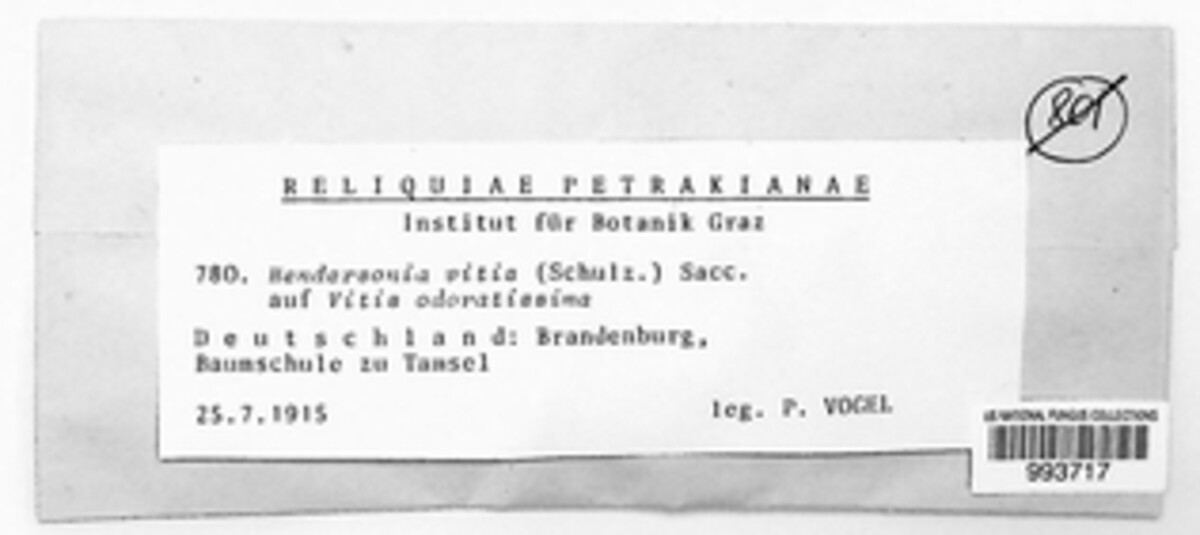 801
RELIQUIAE PETRAKIANAE
Institut für Botanik Graz
780. Hendersonia vitis (Schulz.) Sacc.
auf Vitis odoratissima
Deutschland: Brandenburg,
Baumschule zu Tamsel
25.7.1915 leg. P. VOGEL
US NATIONAL FUNGUS COLLECTIONS
993717